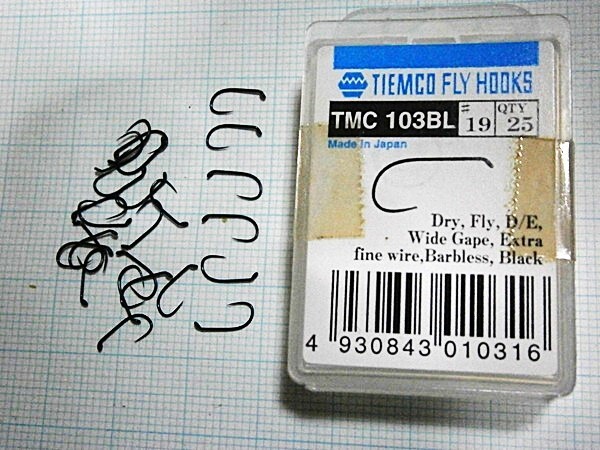 TIEMCO FLY HOOKS
TMC 103BL # 19 QTY 25
Made in Japan
Dry, Fly, D/E,
Wide Gape, Extra
fine wire,Barbless, Black
4 930843 010316